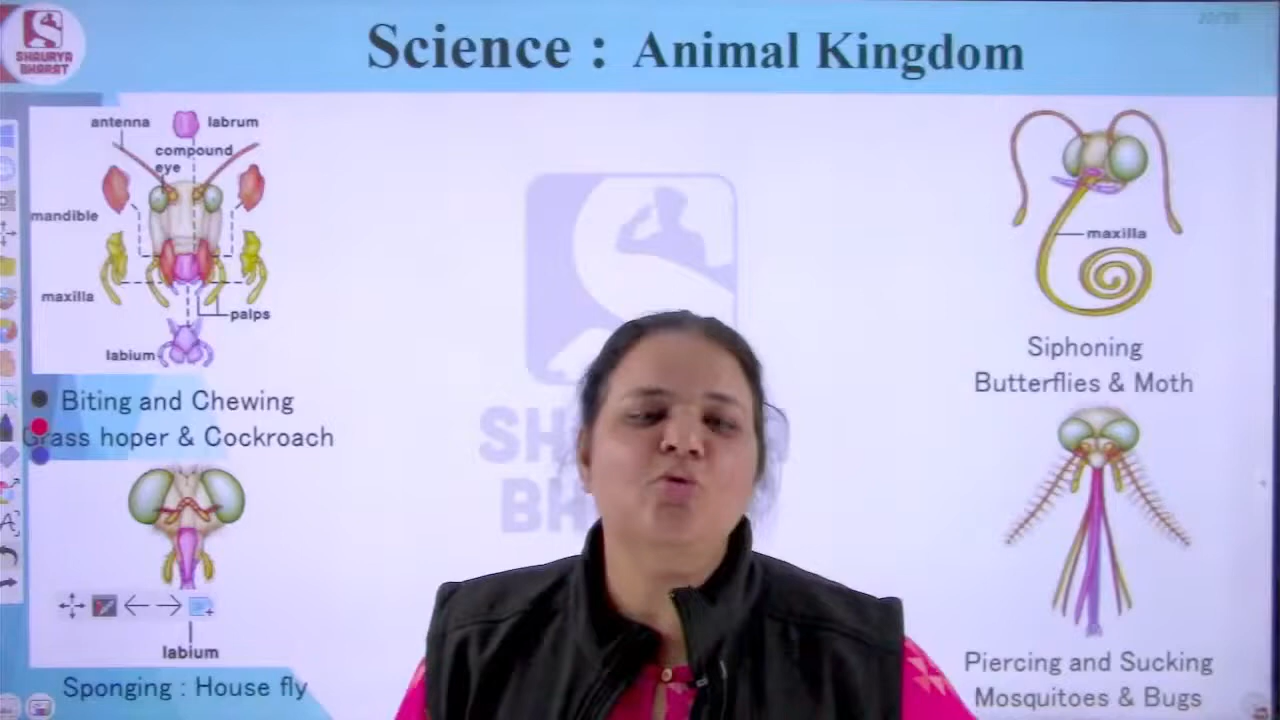 SHAURYA
BHARAT
Science : Animal Kingdom
antenna
labrum
compound
eye
mandible
maxilla
palps
labium
Biting and Chewing
Grass hoper & Cockroach
labium
Sponging : House fly
maxilla
Siphoning
Butterflies & Moth
Piercing and Sucking
Mosquitoes & Bugs